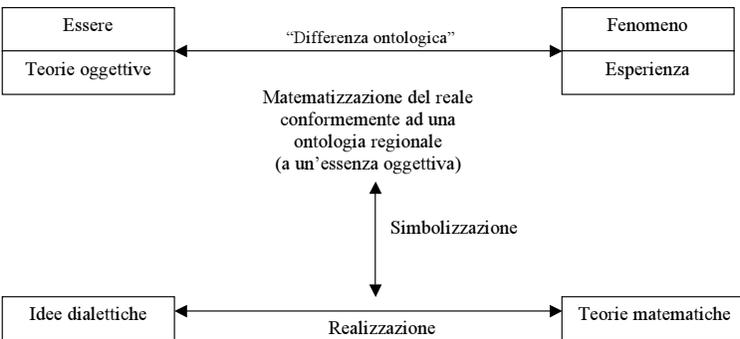 Essere
Fenomeno
“Differenza ontologica”
Teorie oggettive
Esperienza
Matematizzazione del reale
conformemente ad una
ontologia regionale
(a un’essenza oggettiva)
Simbolizzazione
Idee dialettiche
Teorie matematiche
Realizzazione